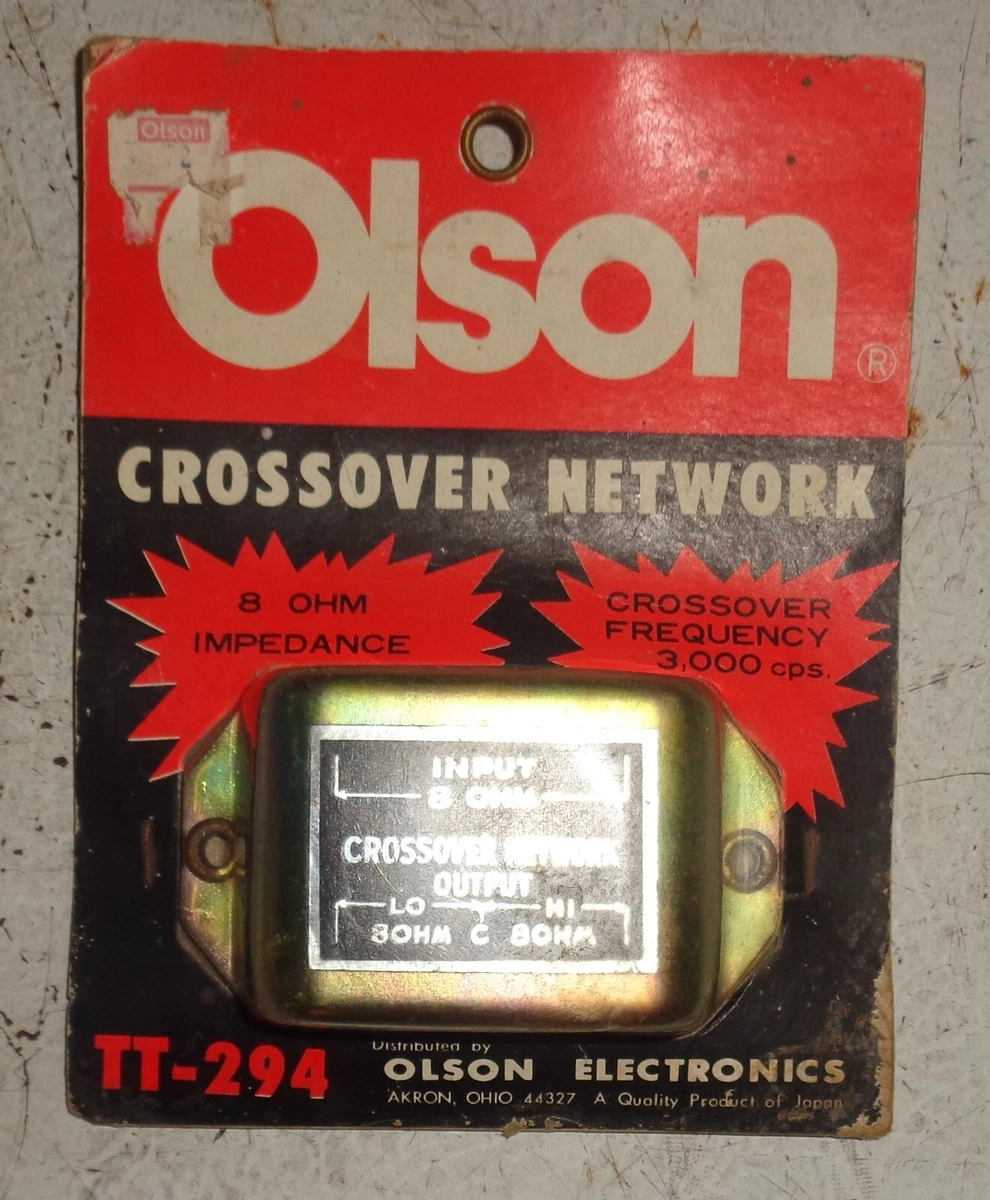 Olson
Olson
®
CROSSOVER NETWORK
8 OHM
IMPEDANCE
CROSSOVER
FREQUENCY
3,000 cps.
INPUT
8 OHM
CROSSOVER NETWORK
OUTPUT
LO HI
8OHM C 8OHM
TT-294
Distributed by
OLSON ELECTRONICS
AKRON, OHIO 44327 A Quality Product of Japan